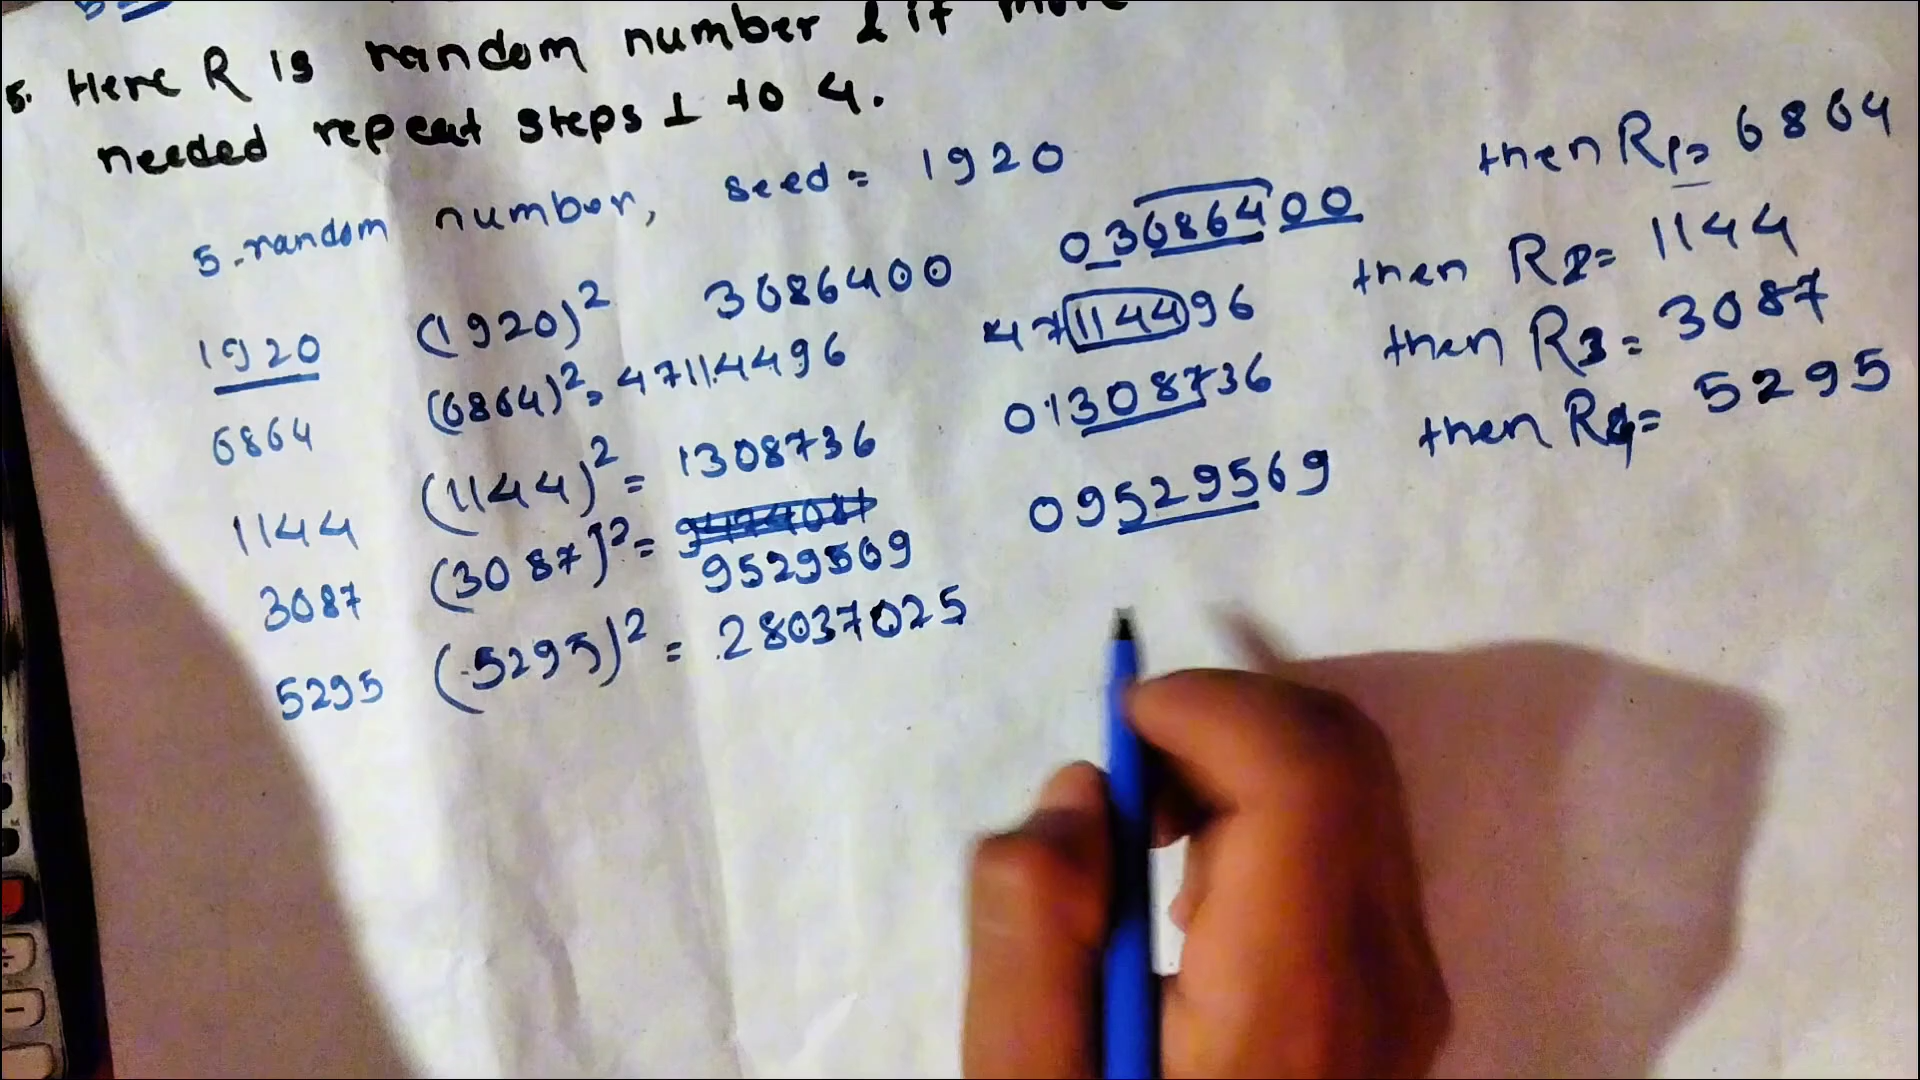 5. Here R is random number & if more
needed repeat steps 1 to 4.
5 random number, seed = 1920
1920 (1920)² 3686400 03686400 then R1= 6864
6864 (6864)²= 47114496 47114496 then R2= 1144
1144 (1144)² = 1308736 01308736 then R3= 3087
3087 (3087)² = 9529569 09529569 then R4= 5295
5295 (5295)² = 28037025